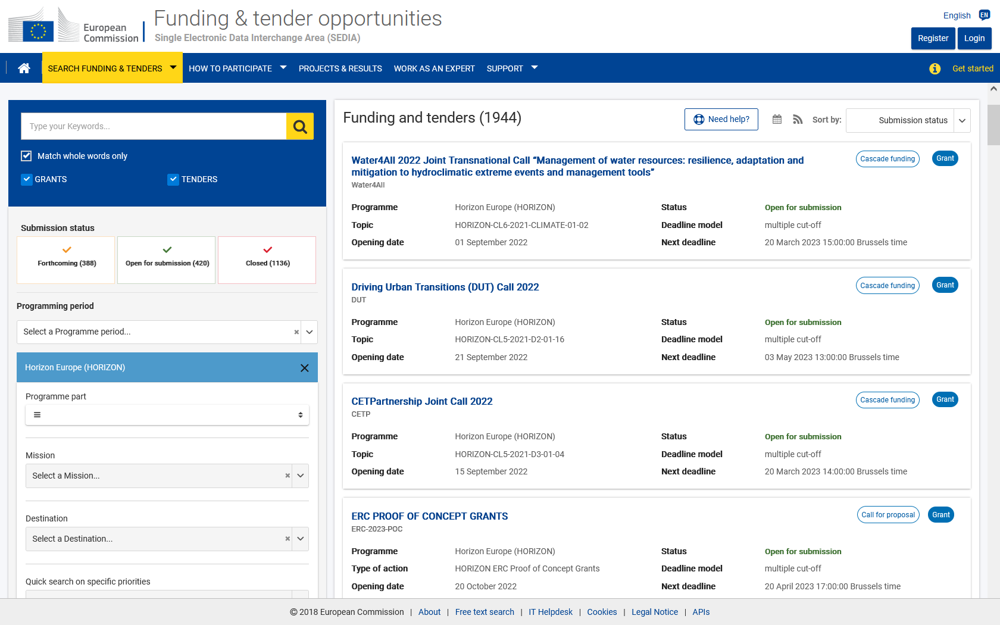 European
Commission
Funding & tender opportunities
Single Electronic Data Interchange Area (SEDIA)
English EN
Register Login
SEARCH FUNDING & TENDERS HOW TO PARTICIPATE PROJECTS & RESULTS WORK AS AN EXPERT SUPPORT Get started
Type your Keywords...
Match whole words only
GRANTS TENDERS
Submission status
Forthcoming (388) Open for submission (420) Closed (1136)
Programming period
Select a Programme period...
Horizon Europe (HORIZON)
Programme part
Mission
Select a Mission...
Destination
Select a Destination...
Quick search on specific priorities
Funding and tenders (1944)
Need help? Sort by: Submission status
Water4All 2022 Joint Transnational Call “Management of water resources: resilience, adaptation and
mitigation to hydroclimatic extreme events and management tools”
Cascade funding Grant
Water4All
Programme Horizon Europe (HORIZON) Status Open for submission
Topic HORIZON-CL6-2021-CLIMATE-01-02 Deadline model multiple cut-off
Opening date 01 September 2022 Next deadline 20 March 2023 15:00:00 Brussels time
Driving Urban Transitions (DUT) Call 2022 Cascade funding Grant
DUT
Programme Horizon Europe (HORIZON) Status Open for submission
Topic HORIZON-CL5-2021-D2-01-16 Deadline model multiple cut-off
Opening date 21 September 2022 Next deadline 03 May 2023 13:00:00 Brussels time
CETPartnership Joint Call 2022 Cascade funding Grant
CETP
Programme Horizon Europe (HORIZON) Status Open for submission
Topic HORIZON-CL5-2021-D3-01-04 Deadline model multiple cut-off
Opening date 15 September 2022 Next deadline 20 March 2023 14:00:00 Brussels time
ERC PROOF OF CONCEPT GRANTS Call for proposal Grant
ERC-2023-POC
Programme Horizon Europe (HORIZON) Status Open for submission
Type of action HORIZON ERC Proof of Concept Grants Deadline model multiple cut-off
Opening date 20 October 2022 Next deadline 20 April 2023 17:00:00 Brussels time
© 2018 European Commission | About | Free text search | IT Helpdesk | Cookies | Legal Notice | APIs